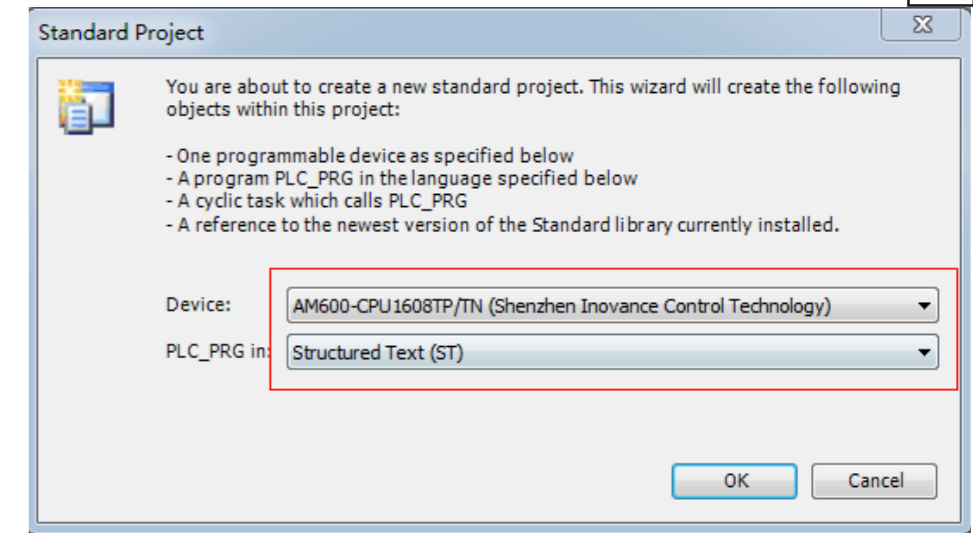 Standard Project
You are about to create a new standard project. This wizard will create the following
objects within this project:
- One programmable device as specified below
- A program PLC_PRG in the language specified below
- A cyclic task which calls PLC_PRG
- A reference to the newest version of the Standard library currently installed.
Device: AM600-CPU1608TP/TN (Shenzhen Inovance Control Technology)
PLC_PRG in: Structured Text (ST)
OK Cancel